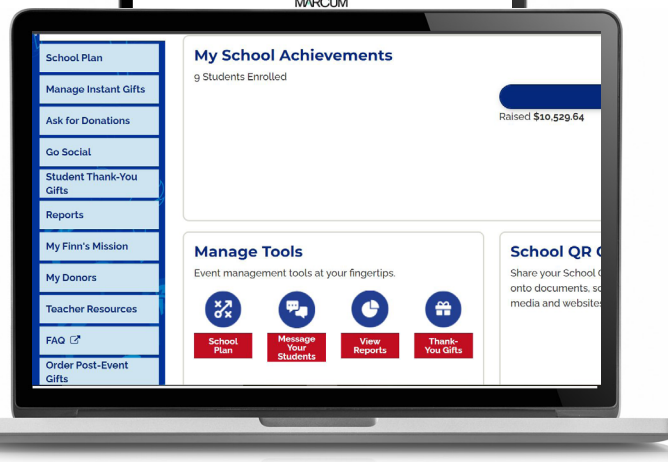 MARCUM
School Plan
Manage Instant Gifts
Ask for Donations
Go Social
Student Thank-You
Gifts
Reports
My Finn's Mission
My Donors
Teacher Resources
FAQ
Order Post-Event
Gifts
My School Achievements
9 Students Enrolled
Raised $10,529.64
Manage Tools
Event management tools at your fingertips.
School
Plan
Message
Your
Students
View
Reports
Thank-
You Gifts
School QR
Share your School
onto documents,
media and websites